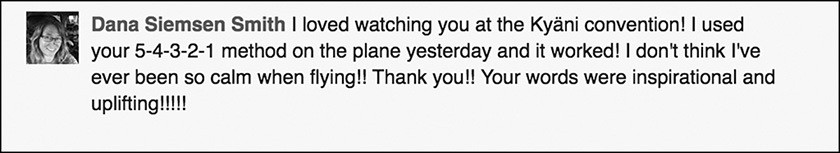 Dana Siemsen Smith I loved watching you at the Kyäni convention! I used
your 5-4-3-2-1 method on the plane yesterday and it worked! I don't think I've
ever been so calm when flying!! Thank you!! Your words were inspirational and
uplifting!!!!!